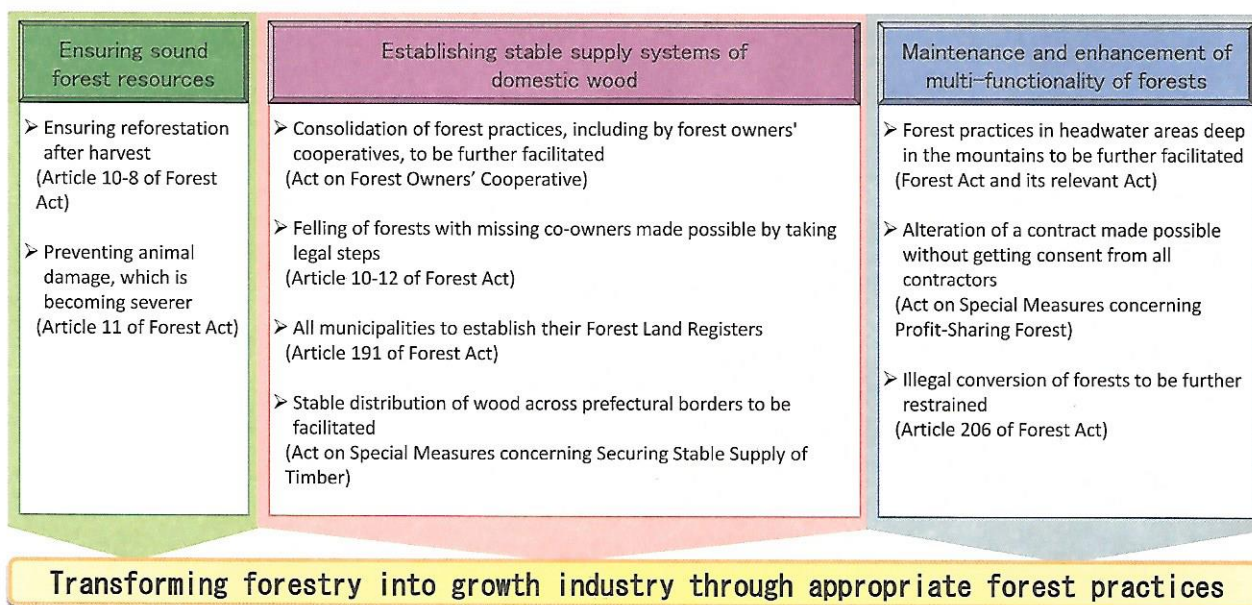 Ensuring sound
forest resources
➢ Ensuring reforestation
after harvest
(Article 10-8 of Forest
Act)
➢ Preventing animal
damage, which is
becoming severer
(Article 11 of Forest Act)
Establishing stable supply systems of
domestic wood
➢ Consolidation of forest practices, including by forest owners'
cooperatives, to be further facilitated
(Act on Forest Owners’ Cooperative)
➢ Felling of forests with missing co-owners made possible by taking
legal steps
(Article 10-12 of Forest Act)
➢ All municipalities to establish their Forest Land Registers
(Article 191 of Forest Act)
➢ Stable distribution of wood across prefectural borders to be
facilitated
(Act on Special Measures concerning Securing Stable Supply of
Timber)
Maintenance and enhancement of
multi-functionality of forests
➢ Forest practices in headwater areas deep
in the mountains to be further facilitated
(Forest Act and its relevant Act)
➢ Alteration of a contract made possible
without getting consent from all
contractors
(Act on Special Measures concerning
Profit-Sharing Forest)
➢ Illegal conversion of forests to be further
restrained
(Article 206 of Forest Act)
Transforming forestry into growth industry through appropriate forest practices